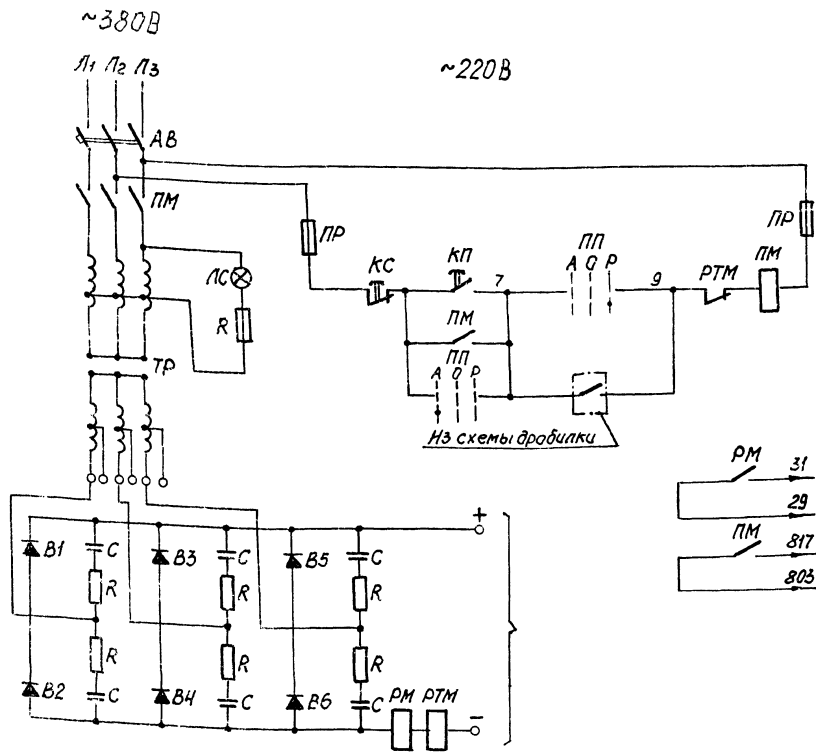 ~380В
~220В
Л1 Л2 Л3
АВ
ПМ
ПР
ПР
КС
КП
7
ПП
А О Р
9
РТМ
ПМ
ЛС
R
ПМ
ПП
А О Р
ТР
Из схемы дробилки
РМ
31
29
ПМ
817
803
+
В1
С
В3
С
В5
С
R
R
R
R
R
R
В2
С
В4
С
В6
С
РМ
РТМ
−